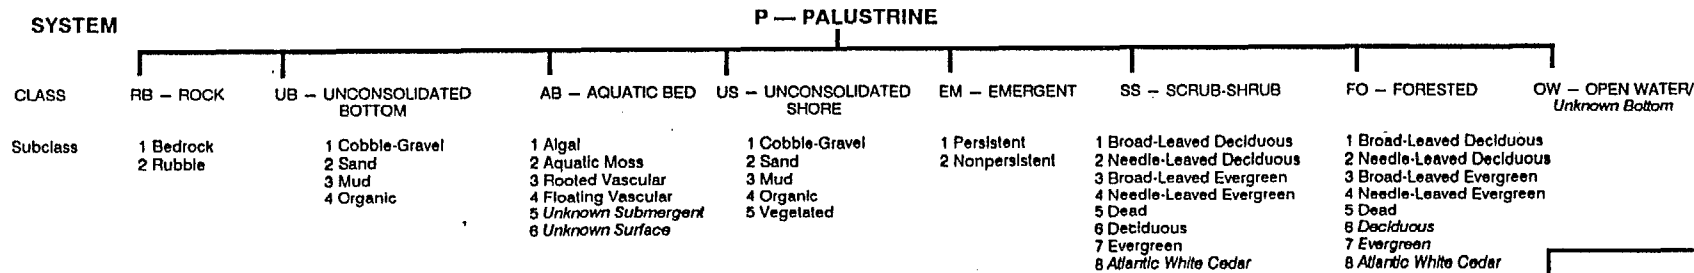 SYSTEM
P — PALUSTRINE
CLASS
RB – ROCK
UB – UNCONSOLIDATED
BOTTOM
AB – AQUATIC BED
US – UNCONSOLIDATED
SHORE
EM – EMERGENT
SS – SCRUB-SHRUB
FO – FORESTED
OW – OPEN WATER/
Unknown Bottom
Subclass
1 Bedrock
2 Rubble
1 Cobble-Gravel
2 Sand
3 Mud
4 Organic
1 Algal
2 Aquatic Moss
3 Rooted Vascular
4 Floating Vascular
5 Unknown Submergent
6 Unknown Surface
1 Cobble-Gravel
2 Sand
3 Mud
4 Organic
5 Vegetated
1 Persistent
2 Nonpersistent
1 Broad-Leaved Deciduous
2 Needle-Leaved Deciduous
3 Broad-Leaved Evergreen
4 Needle-Leaved Evergreen
5 Dead
6 Deciduous
7 Evergreen
8 Atlantic White Cedar
1 Broad-Leaved Deciduous
2 Needle-Leaved Deciduous
3 Broad-Leaved Evergreen
4 Needle-Leaved Evergreen
5 Dead
6 Deciduous
7 Evergreen
8 Atlantic White Cedar